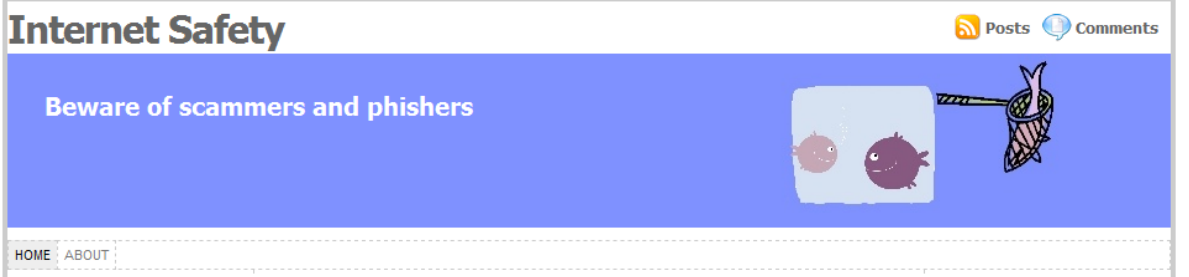 Internet Safety
Posts Comments
Beware of scammers and phishers
HOME ABOUT